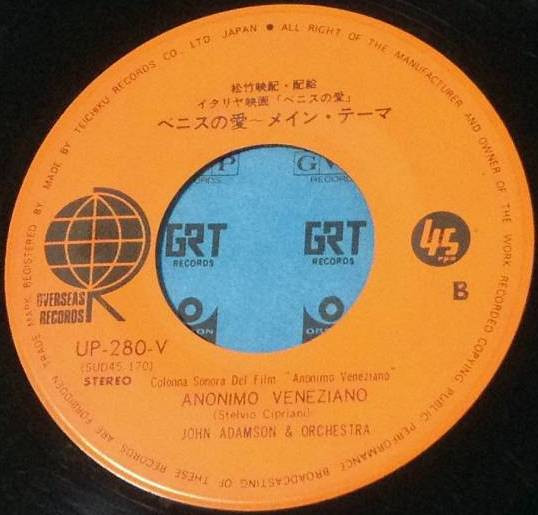 TRADE MARK REGISTERED BY MADE BY TEICHIKU RECORDS CO., LTD. JAPAN ● ALL RIGHT OF THE MANUFACTURER AND OWNER OF THE WORK RECORDED COPYING PUBLIC PERFORMANCE BROADCASTING OF THESE RECORDS ARE FORBIDDEN
松竹映配・配給
イタリヤ映画「ベニスの愛」
ベニスの愛〜メイン・テーマ
RECORDS
RECORDS
GRT
RECORDS
GRT
RECORDS
OVERSEAS
RECORDS
45
rpm
B
UP-280-V
(SUD45.170)
STEREO
Colonna Sonora Del Film "Anonimo Veneziano"
ANONIMO VENEZIANO
(Stelvio Cipriani)
JOHN ADAMSON & ORCHESTRA